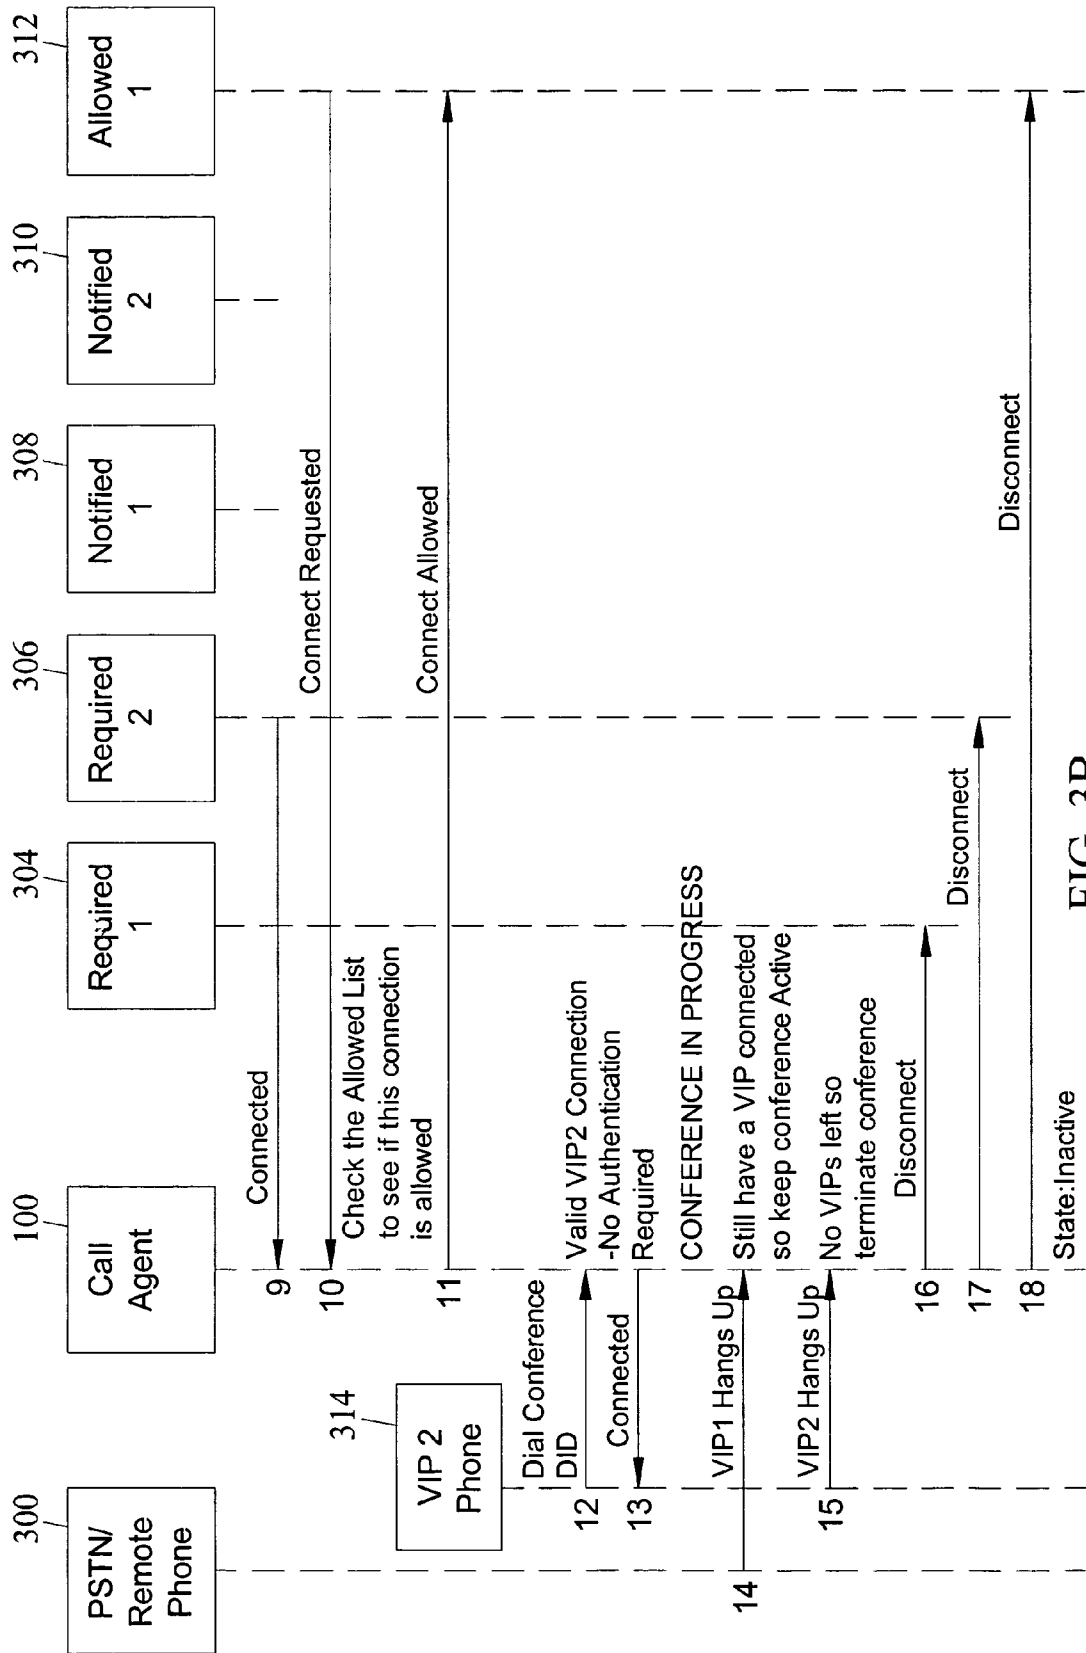 300
PSTN/
Remote
Phone
100
Call
Agent
304
Required
1
306
Required
2
308
Notified
1
310
Notified
2
312
Allowed
1
314
VIP 2
Phone
9
Connected
10
Connect Requested
Check the Allowed List
to see if this connection
is allowed
11
Connect Allowed
Dial Conference
DID
12
Valid VIP2 Connection
-No Authentication
Required
13
Connected
CONFERENCE IN PROGRESS
14
VIP1 Hangs Up
Still have a VIP connected
so keep conference Active
15
VIP2 Hangs Up
No VIPs left so
terminate conference
16
Disconnect
17
Disconnect
18
Disconnect
State:Inactive
FIG. 3B